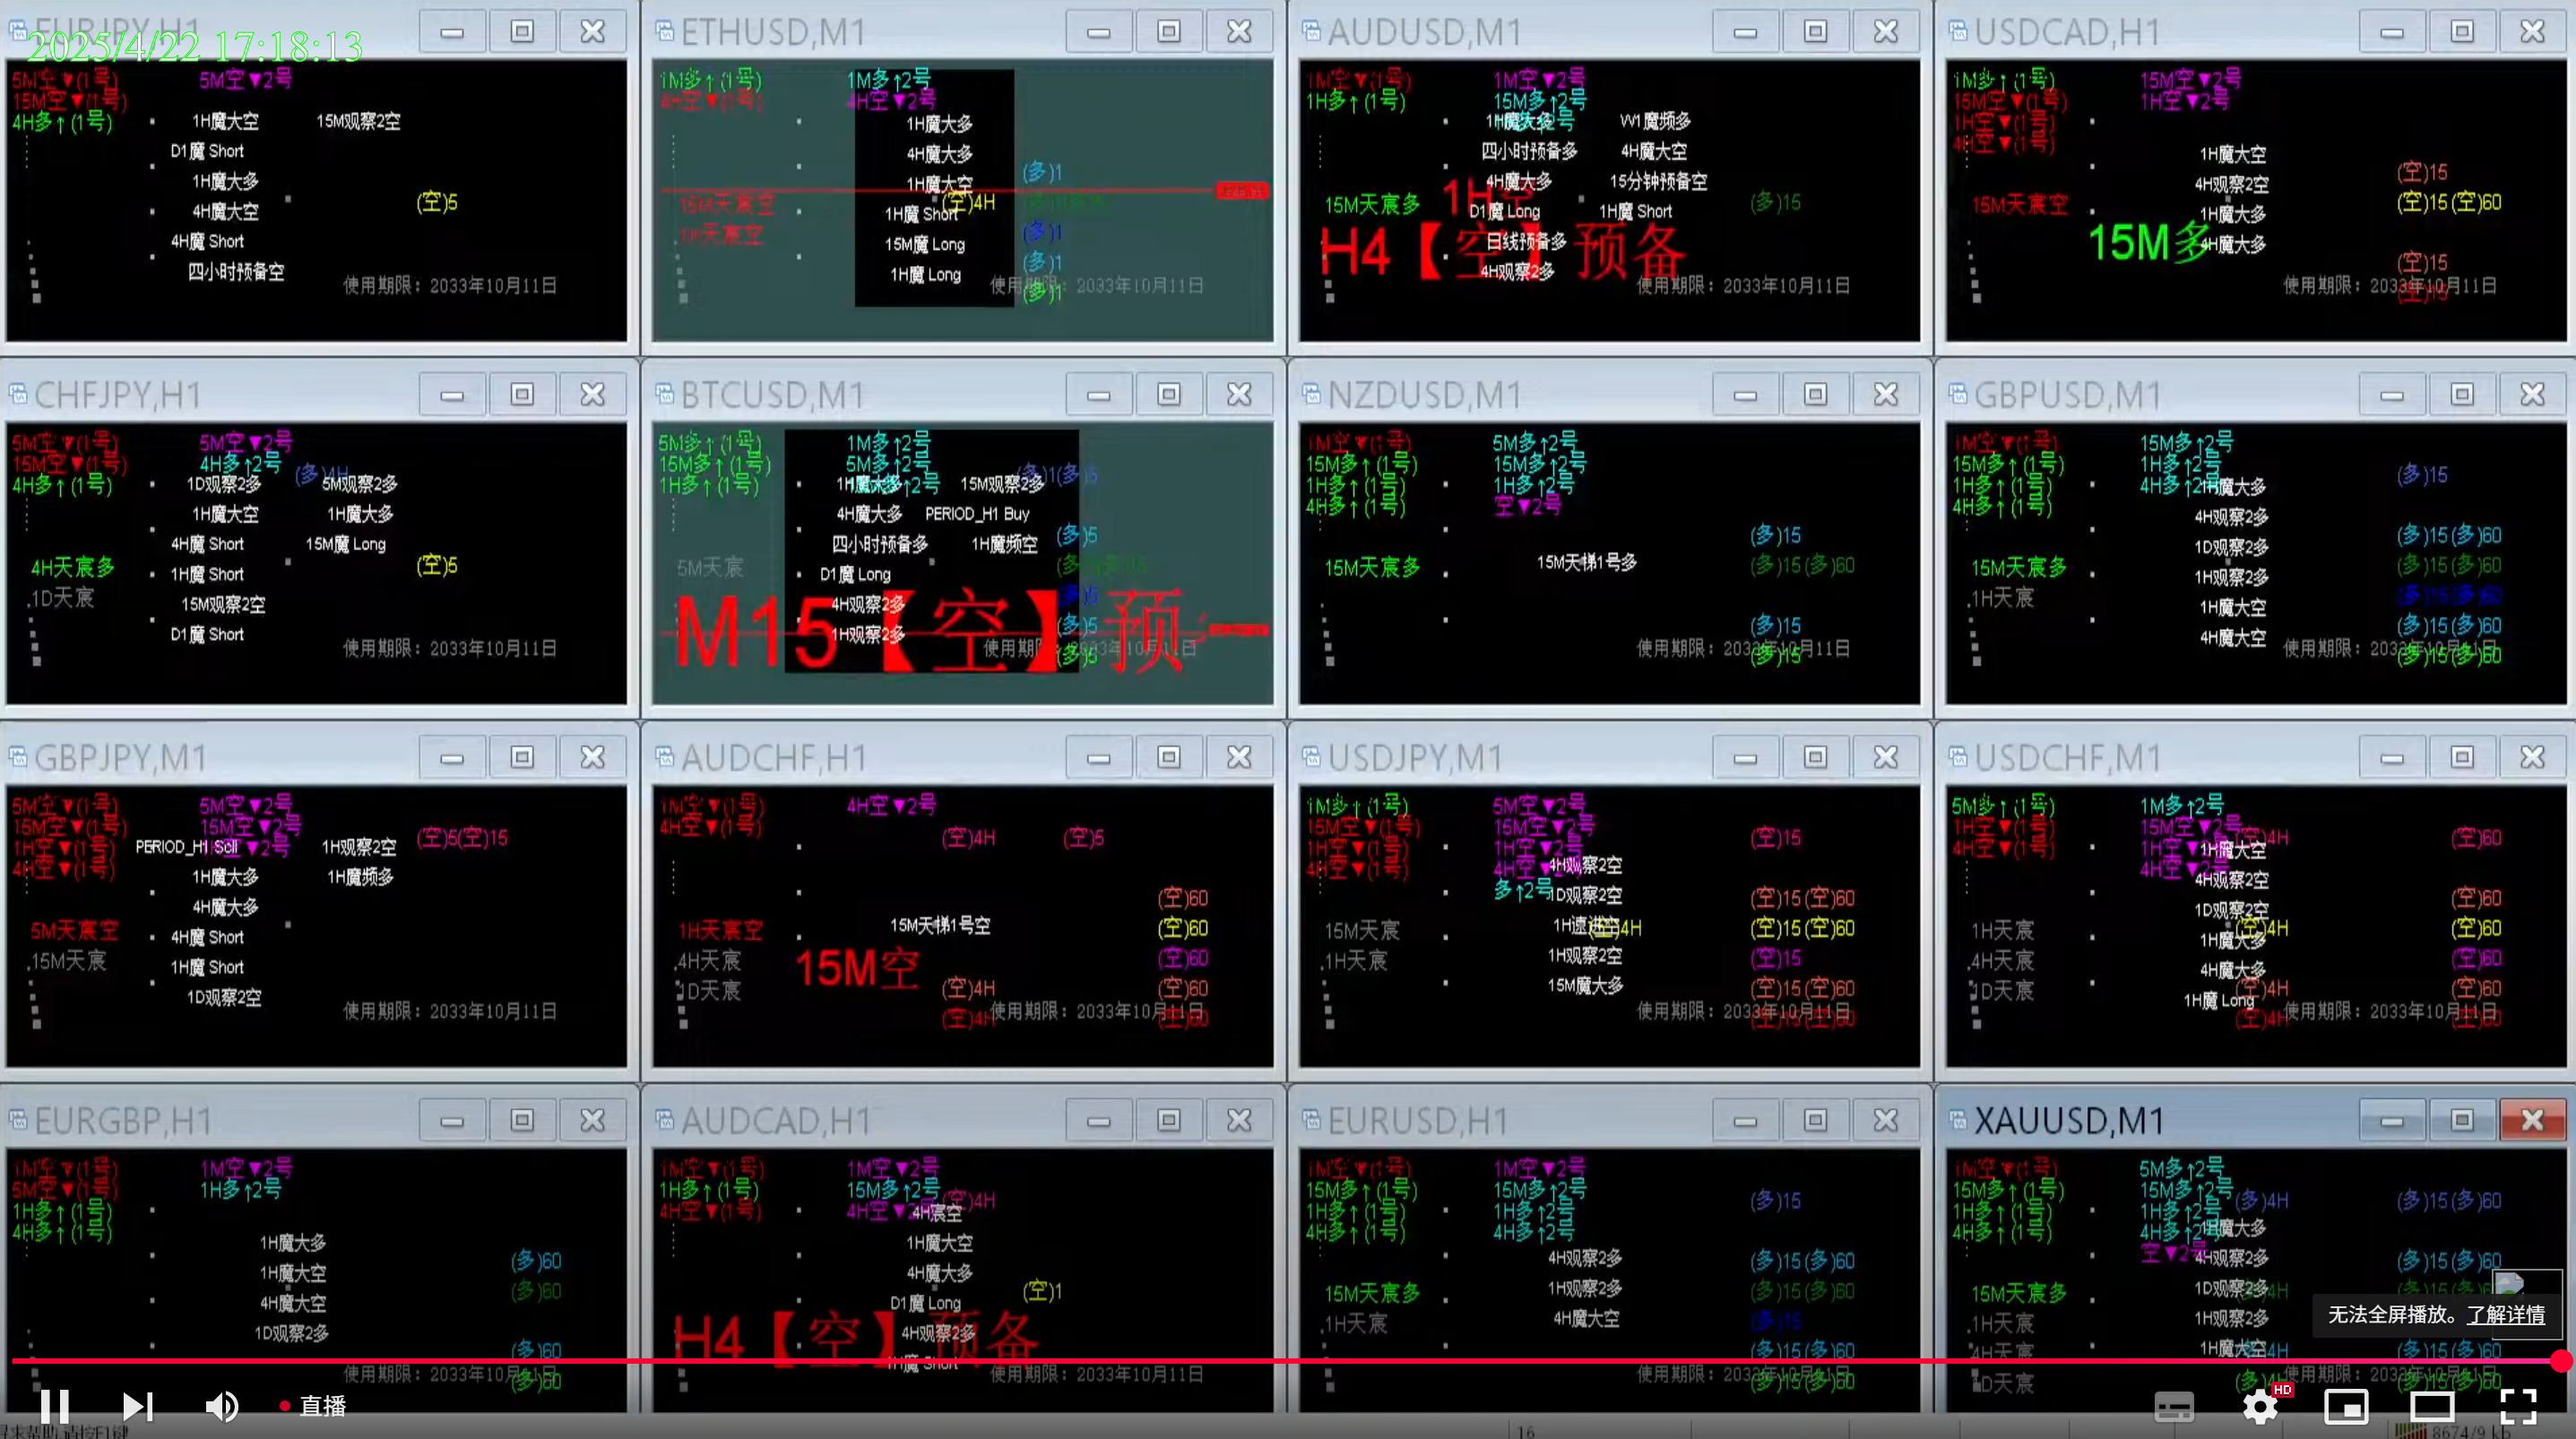 EURJPY,H1
2025/4/22 17:18:13
5M空▼(1号)
5M空▼2号
15M空▼(1号)
4H多↑(1号)
1H魔大空
15M观察2空
D1魔 Short
1H魔大多
4H魔大空
(空)5
4H魔 Short
四小时预备空
使用期限：2033年10月11日
ETHUSD,M1
1M多↑(1号)
1M多↑2号
4H空▼(1号)
4H空▼2号
1H魔大多
4H魔大多
(多)1
1H魔大空
15M天宸空
(空)4H
1H魔 Short
1H天宸空
(多)1
15M魔 Long
(多)1
1H魔 Long
使用期限：2033年10月11日
(多)1
AUDUSD,M1
1M空▼(1号)
1M空▼2号
1H多↑(1号)
15M多↑2号
1H魔大多
W1魔频多
四小时预备多
4H魔大空
4H魔大多
15分钟预备空
1H空
15M天宸多
(多)15
D1魔 Long
1H魔 Short
日线预备多
H4【空】预备
4H观察2多
使用期限：2033年10月11日
USDCAD,H1
1M多↑(1号)
15M空▼2号
15M空▼(1号)
1H空▼2号
1H空▼(1号)
4H空▼(1号)
1H魔大空
(空)15
4H观察2空
15M天宸空
(空)15(空)60
1H魔大多
15M多
4H魔大多
(空)15
使用期限：2033年10月11日
(空)15
CHFJPY,H1
5M空▼(1号)
5M空▼2号
15M空▼(1号)
4H多↑2号
(多)4H
4H多↑(1号)
1D观察2多
5M观察2多
1H魔大空
1H魔大多
4H魔 Short
15M魔 Long
4H天宸多
(空)5
1H魔 Short
1D天宸
15M观察2空
D1魔 Short
使用期限：2033年10月11日
BTCUSD,M1
5M多↑(1号)
1M多↑2号
15M多↑(1号)
5M多↑2号
(多)1(多)5
1H多↑(1号)
1H魔大多
15M观察2多
4H魔大多
PERIOD_H1 Buy
(多)5
四小时预备多
1H魔频空
5M天宸
D1魔 Long
(多)5
4H观察2多
M15【空】预
(多)5
1H观察2多
(多)5
NZDUSD,M1
1M空▼(1号)
5M多↑2号
15M多↑(1号)
15M多↑2号
1H多↑(1号)
1H多↑2号
4H多↑(1号)
空▼2号
(多)15
15M天宸多
15M天梯1号多
(多)15(多)60
(多)15
使用期限：2033年10月11日
(多)15
GBPUSD,M1
1M空▼(1号)
15M多↑2号
15M多↑(1号)
1H多↑2号
(多)15
1H多↑(1号)
4H多↑2号
1H魔大多
4H多↑(1号)
4H观察2空
(多)15(多)60
1D观察2多
15M天宸多
(多)15(多)60
1H观察2多
1H天宸
(多)15(多)60
1H魔大空
(多)15(多)60
4H魔大空
使用期限：2033年10月11日
(多)15(多)60
GBPJPY,M1
5M空▼(1号)
5M空▼2号
15M空▼(1号)
15M空▼2号
(空)5(空)15
1H空▼(1号)
PERIOD_H1 Sell
1H空▼2号
1H观察2空
4H空▼(1号)
1H魔大多
1H魔频多
4H魔大多
5M天宸空
4H魔 Short
15M天宸
1H魔 Short
1D观察2空
使用期限：2033年10月11日
AUDCHF,H1
1M空▼(1号)
4H空▼2号
4H空▼(1号)
(空)4H
(空)5
(空)60
1H天宸空
15M天梯1号空
(空)60
4H天宸
15M空
(空)60
1D天宸
(空)4H
(空)60
(空)4H
使用期限：2033年10月11日
(空)60
USDJPY,M1
1M多↑(1号)
5M空▼2号
15M空▼(1号)
15M空▼2号
(空)15
1H空▼(1号)
1H空▼2号
4H空▼(1号)
4H空▼2号
4H观察2空
多↑2号
1D观察2空
(空)15(空)60
15M天宸
(空)4H
(空)15(空)60
1H天宸
1H观察2空
(空)15
15M魔大多
(空)15(空)60
使用期限：2033年10月11日
(空)15(空)60
USDCHF,M1
5M多↑(1号)
1M多↑2号
1H空▼(1号)
15M空▼2号
(空)4H
(空)60
4H空▼(1号)
1H魔大空
4H空▼2号
4H观察2空
1D观察2空
(空)60
1H天宸
(空)4H
(空)60
1H魔大多
4H天宸
4H魔大多
(空)60
1D天宸
1H魔 Long
(空)4H
(空)60
(空)4H
使用期限：2033年10月11日
(空)60
EURGBP,H1
1M空▼(1号)
1M空▼2号
5M空▼(1号)
1H多↑2号
1H多↑(1号)
4H多↑(1号)
1H魔大多
(多)60
1H魔大空
(多)60
4H魔大空
1D观察2多
(多)60
使用期限：2033年10月11日
(多)60
AUDCAD,H1
1M空▼(1号)
1M空▼2号
1H多↑(1号)
15M多↑2号
(空)4H
4H空▼(1号)
4H空▼2号
4H宸空
1H魔大空
4H魔大多
(空)1
D1魔 Long
H4【空】预备
4H观察2多
1H魔 Short
使用期限：2033年10月11日
EURUSD,H1
1M空▼(1号)
1M空▼2号
15M多↑(1号)
15M多↑2号
(多)15
1H多↑(1号)
1H多↑2号
4H多↑(1号)
4H多↑2号
4H观察2多
(多)15(多)60
15M天宸多
1H观察2多
(多)15(多)60
1H天宸
4H魔大空
(多)15
(多)15(多)60
使用期限：2033年10月11日
(多)15(多)60
XAUUSD,M1
1M空▼(1号)
5M多↑2号
15M多↑(1号)
15M多↑2号
(多)4H
(多)15(多)60
1H多↑(1号)
1H多↑2号
4H多↑(1号)
4H多↑2号
1H魔大多
空▼2号
4H观察2多
(多)15(多)60
15M天宸多
1D观察2多
1H天宸
1H观察2多
无法全屏播放。了解详情
4H天宸
1H魔大空
(多)15(多)60
1D天宸
使用期限：2033年10月11日
直播
HD
16
8674/9 kb